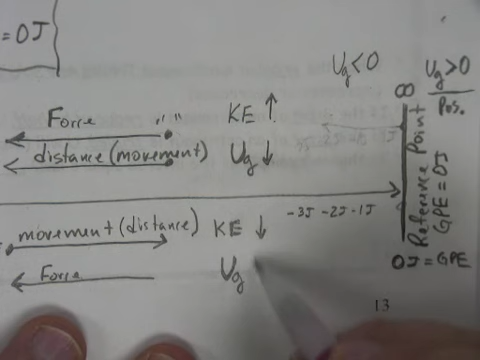 = 0J
Ug<0
∞
Ug>0
Pos.
Force
" "
KE ↑
distance (movement)
Ug ↓
Reference Point
GPE = 0J
-3J -2J -1J
movement (distance)
KE ↓
Force
Ug
0J = GPE
13